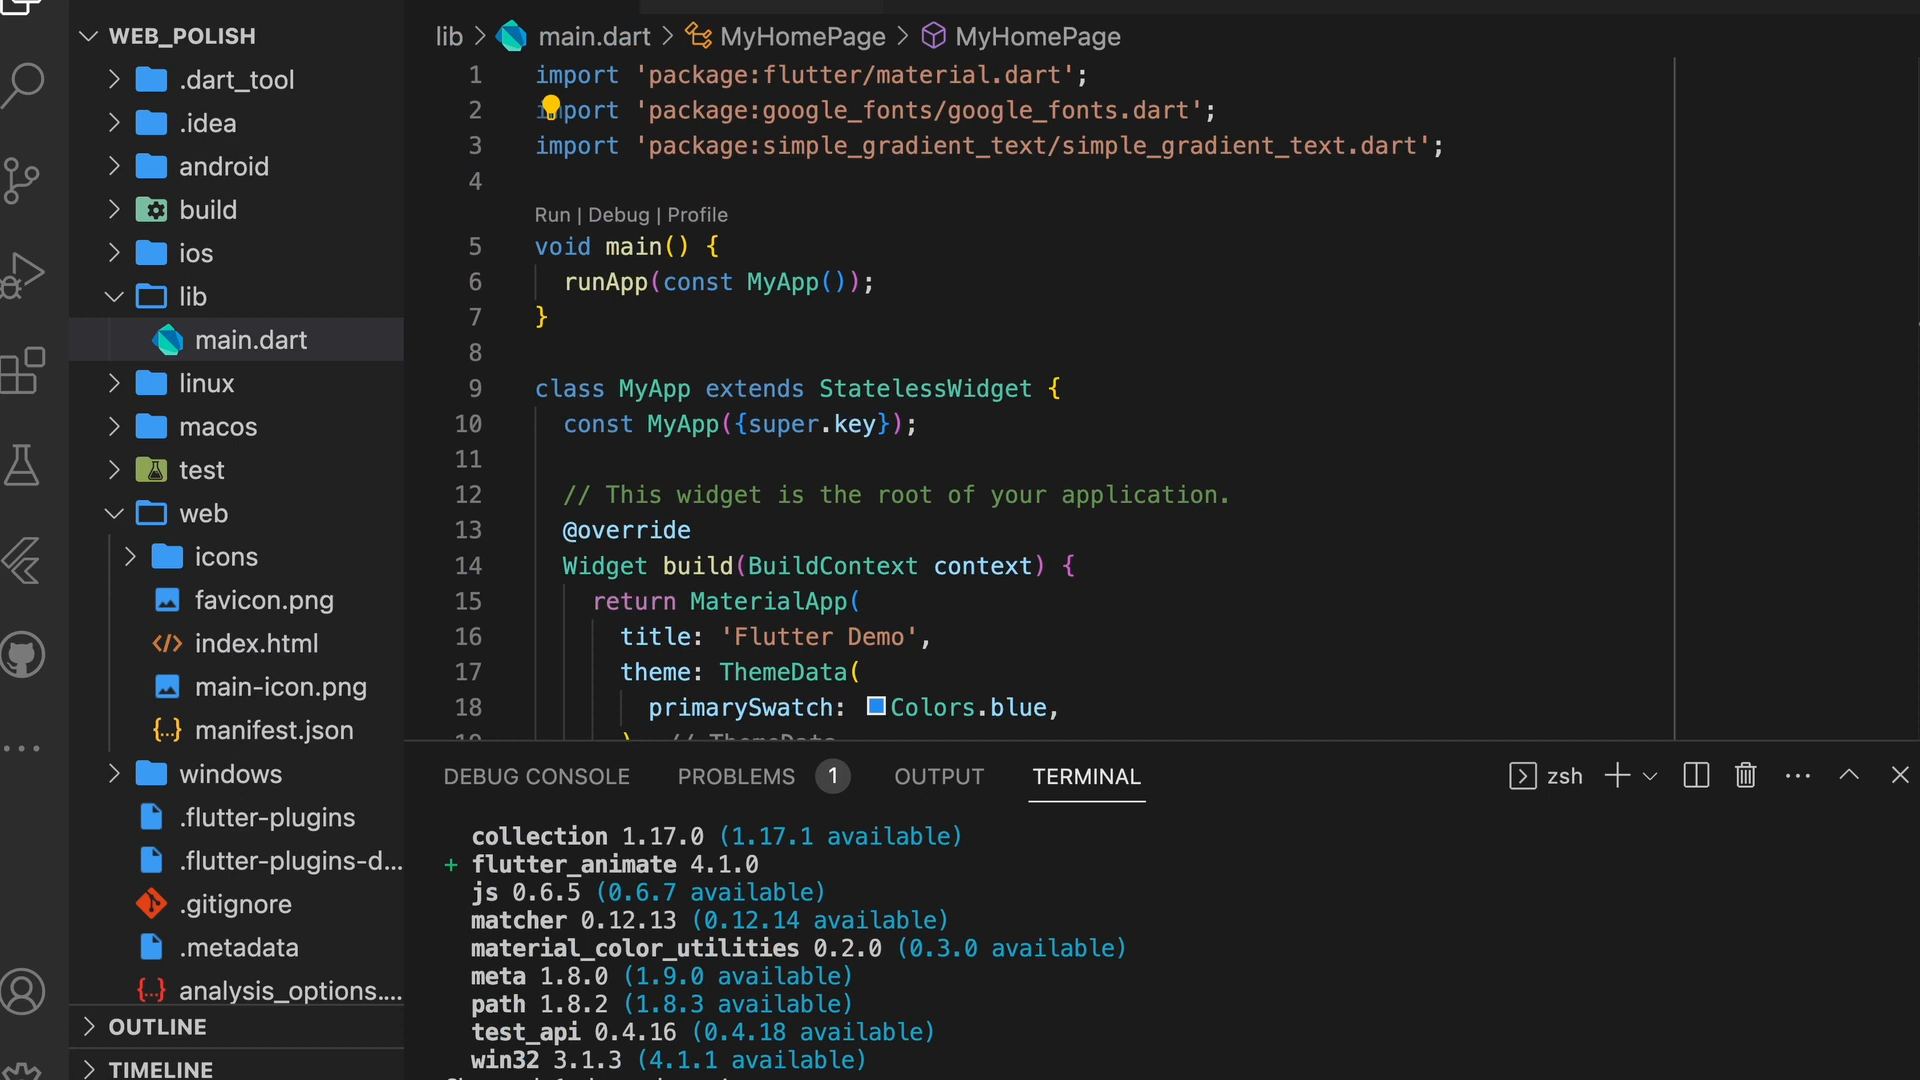 WEB_POLISH
.dart_tool
.idea
android
build
ios
lib
main.dart
linux
macos
test
web
icons
favicon.png
index.html
main-icon.png
manifest.json
windows
.flutter-plugins
.flutter-plugins-d...
.gitignore
.metadata
analysis_options....
OUTLINE
TIMELINE
lib > main.dart > MyHomePage > MyHomePage
1 import 'package:flutter/material.dart';
2 import 'package:google_fonts/google_fonts.dart';
3 import 'package:simple_gradient_text/simple_gradient_text.dart';
4
Run | Debug | Profile
5 void main() {
6 runApp(const MyApp());
7 }
8
9 class MyApp extends StatelessWidget {
10 const MyApp({super.key});
11
12 // This widget is the root of your application.
13 @override
14 Widget build(BuildContext context) {
15 return MaterialApp(
16 title: 'Flutter Demo',
17 theme: ThemeData(
18 primarySwatch: Colors.blue,
19 ) // ThemeData
DEBUG CONSOLE PROBLEMS 1 OUTPUT TERMINAL zsh
collection 1.17.0 (1.17.1 available)
+ flutter_animate 4.1.0
js 0.6.5 (0.6.7 available)
matcher 0.12.13 (0.12.14 available)
material_color_utilities 0.2.0 (0.3.0 available)
meta 1.8.0 (1.9.0 available)
path 1.8.2 (1.8.3 available)
test_api 0.4.16 (0.4.18 available)
win32 3.1.3 (4.1.1 available)